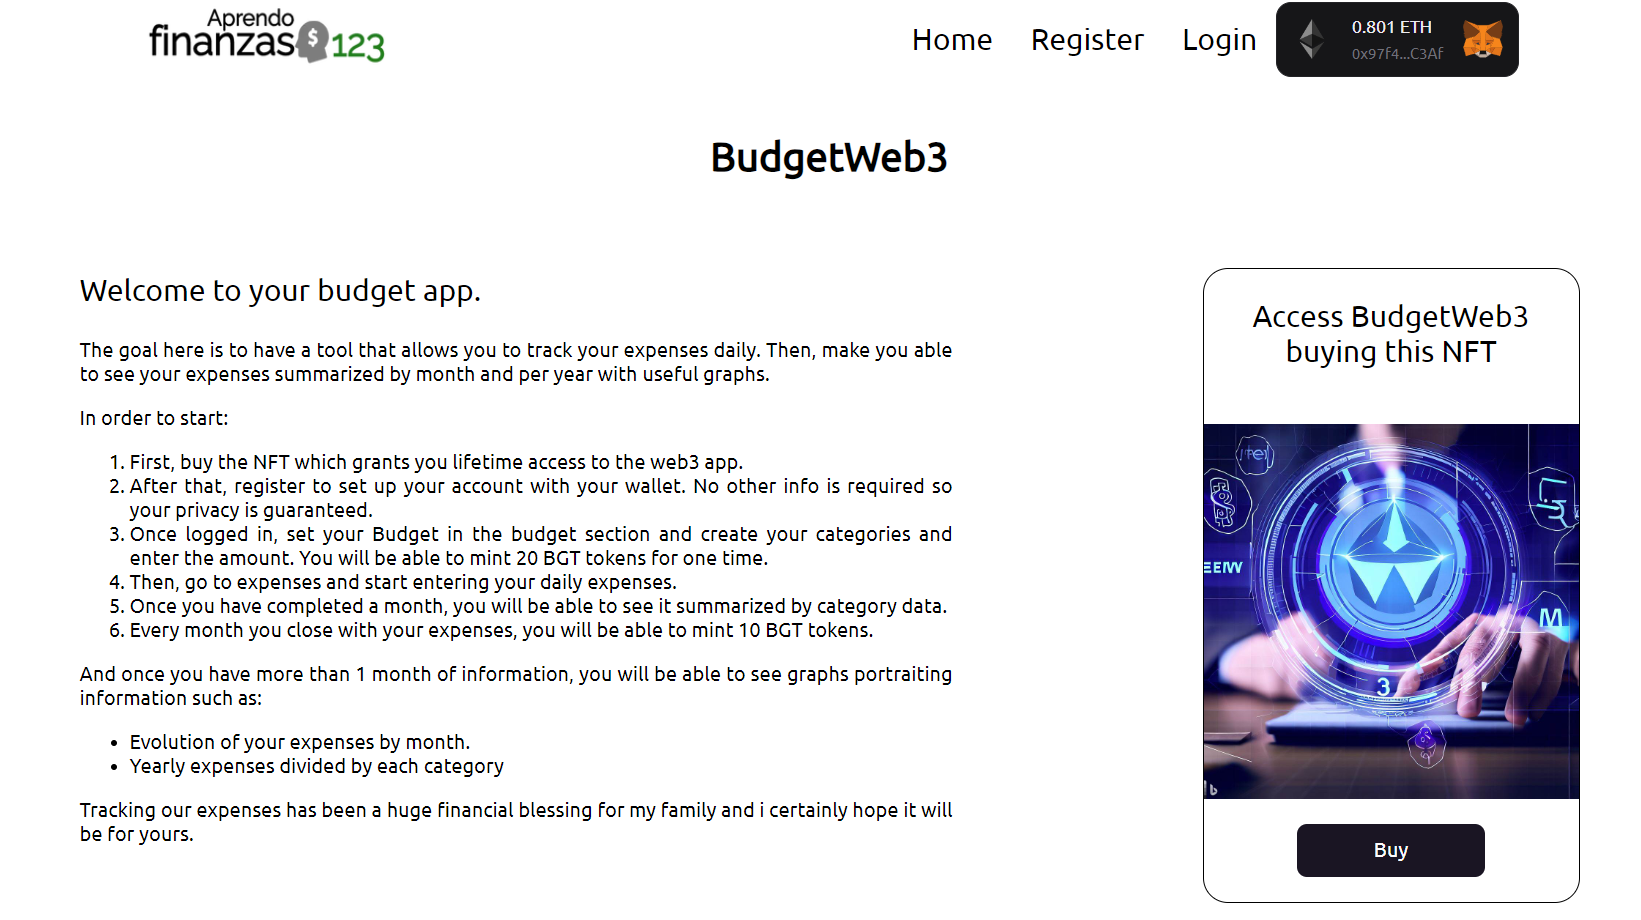 Aprendo
finanzas 123
Home Register Login
0.801 ETH
0x97f4...C3Af
BudgetWeb3
Welcome to your budget app.
The goal here is to have a tool that allows you to track your expenses daily. Then, make you able
to see your expenses summarized by month and per year with useful graphs.
In order to start:
1. First, buy the NFT which grants you lifetime access to the web3 app.
2. After that, register to set up your account with your wallet. No other info is required so
your privacy is guaranteed.
3. Once logged in, set your Budget in the budget section and create your categories and
enter the amount. You will be able to mint 20 BGT tokens for one time.
4. Then, go to expenses and start entering your daily expenses.
5. Once you have completed a month, you will be able to see it summarized by category data.
6. Every month you close with your expenses, you will be able to mint 10 BGT tokens.
And once you have more than 1 month of information, you will be able to see graphs portraiting
information such as:
• Evolution of your expenses by month.
• Yearly expenses divided by each category
Tracking our expenses has been a huge financial blessing for my family and i certainly hope it will
be for yours.
Access BudgetWeb3
buying this NFT
M
3
Buy